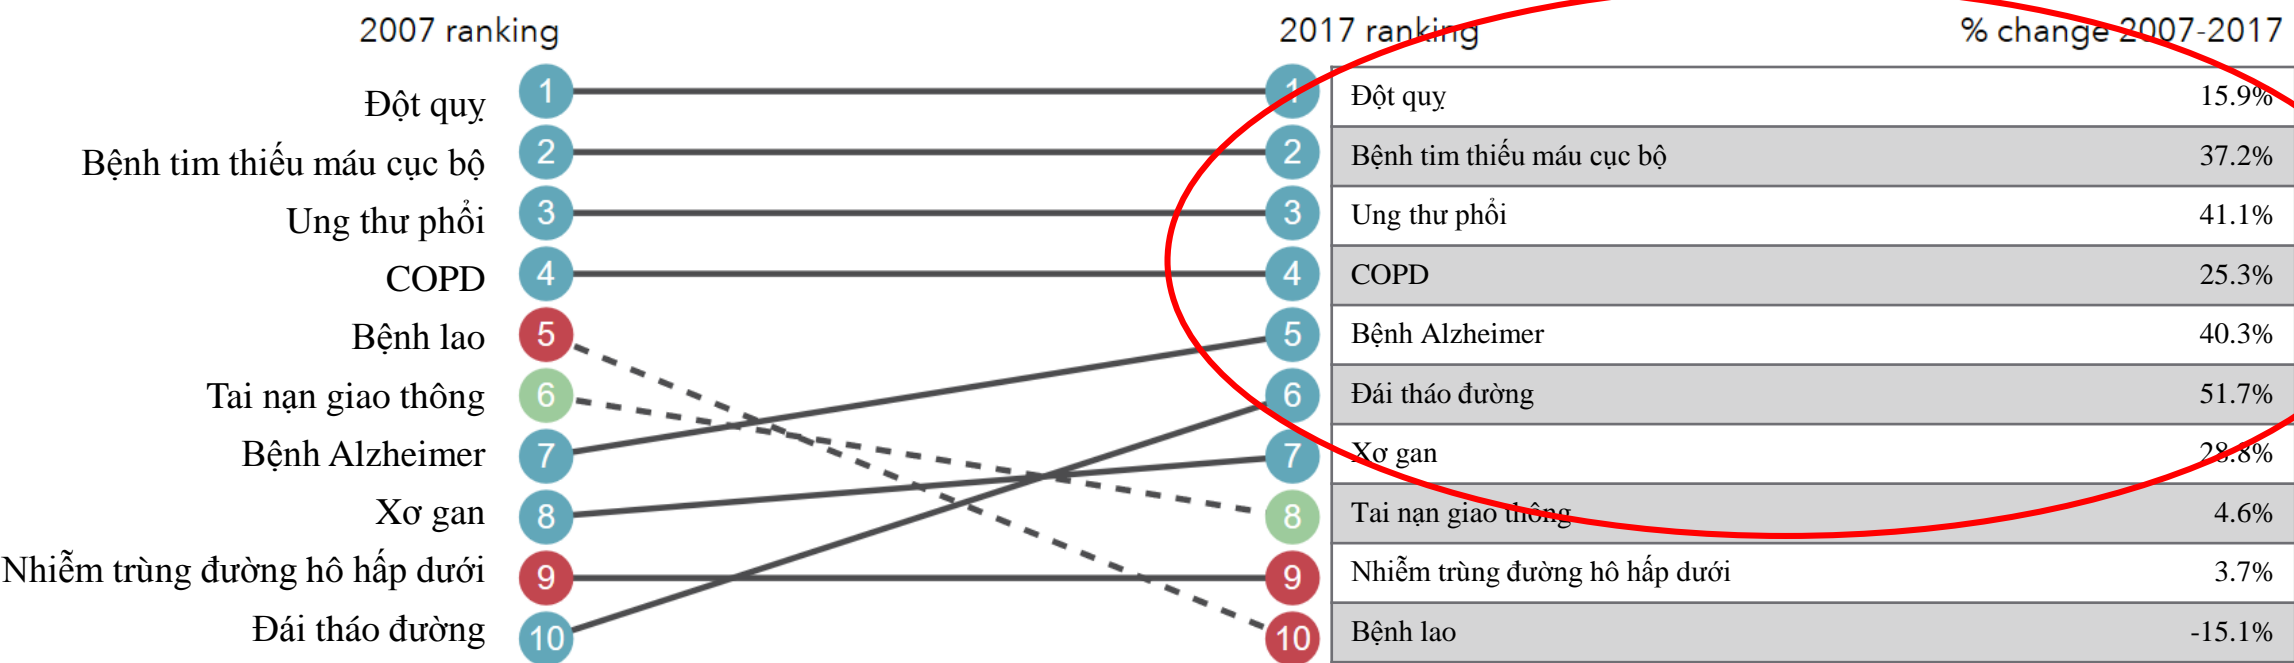 2007 ranking 2017 ranking % change 2007-2017
Đột quỵ 1 1 Đột quỵ 15.9%
Bệnh tim thiếu máu cục bộ 2 2 Bệnh tim thiếu máu cục bộ 37.2%
Ung thư phổi 3 3 Ung thư phổi 41.1%
COPD 4 4 COPD 25.3%
Bệnh lao 5 5 Bệnh Alzheimer 40.3%
Tai nạn giao thông 6 6 Đái tháo đường 51.7%
Bệnh Alzheimer 7 7 Xơ gan 28.8%
Xơ gan 8 8 Tai nạn giao thông 4.6%
Nhiễm trùng đường hô hấp dưới 9 9 Nhiễm trùng đường hô hấp dưới 3.7%
Đái tháo đường 10 10 Bệnh lao -15.1%